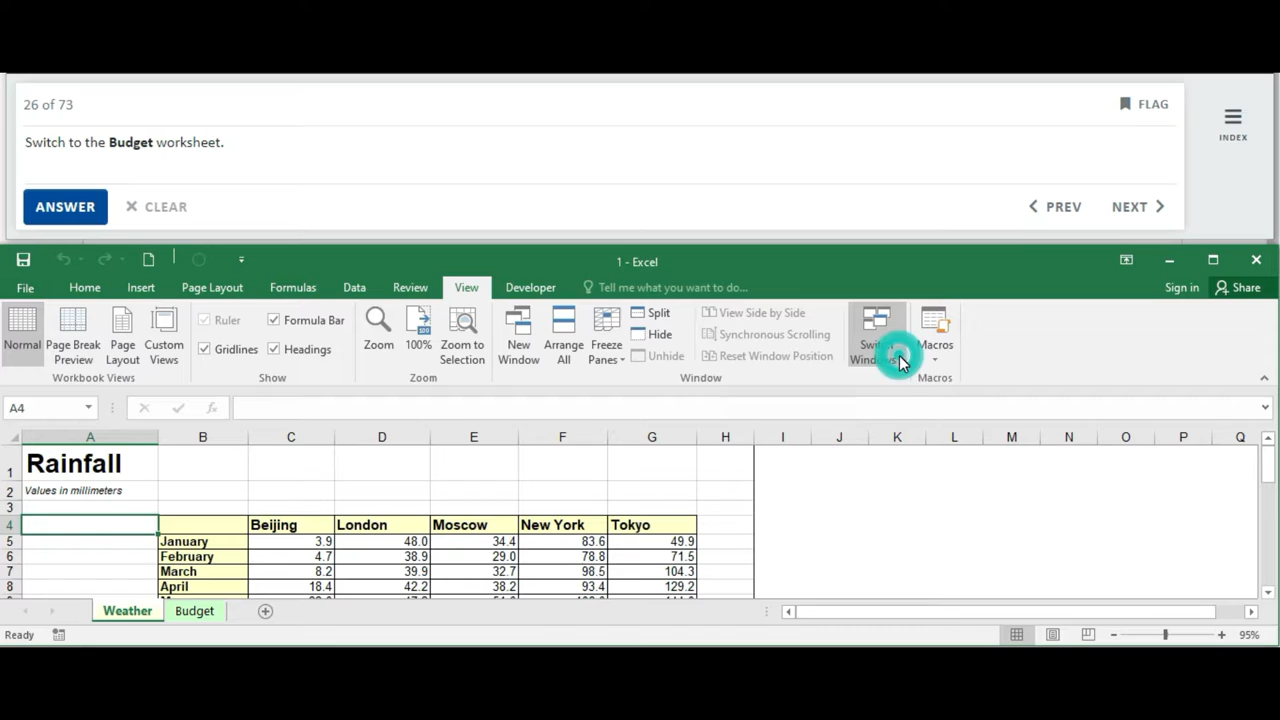 26 of 73
FLAG
INDEX
Switch to the Budget worksheet.
ANSWER
CLEAR
PREV
NEXT
1 - Excel
File Home Insert Page Layout Formulas Data Review View Developer Tell me what you want to do... Sign in Share
Normal
Page Break Preview
Page Layout
Custom Views
Ruler
Formula Bar
Gridlines
Headings
Zoom
100
100%
Zoom to Selection
New Window
Arrange All
Freeze Panes
Split
Hide
Unhide
View Side by Side
Synchronous Scrolling
Reset Window Position
Macros
Workbook Views
Show
Zoom
Window
Macros
A4
fx
A B C D E F G H I J K L M N O P Q
1 Rainfall
2 Values in millimeters
3
4 Beijing London Moscow New York Tokyo
5 January 3.9 48.0 34.4 83.6 49.9
6 February 4.7 38.9 29.0 78.8 71.5
7 March 8.2 39.9 32.7 98.5 104.3
8 April 18.4 42.2 38.2 93.4 129.2
Weather Budget
Ready
95%